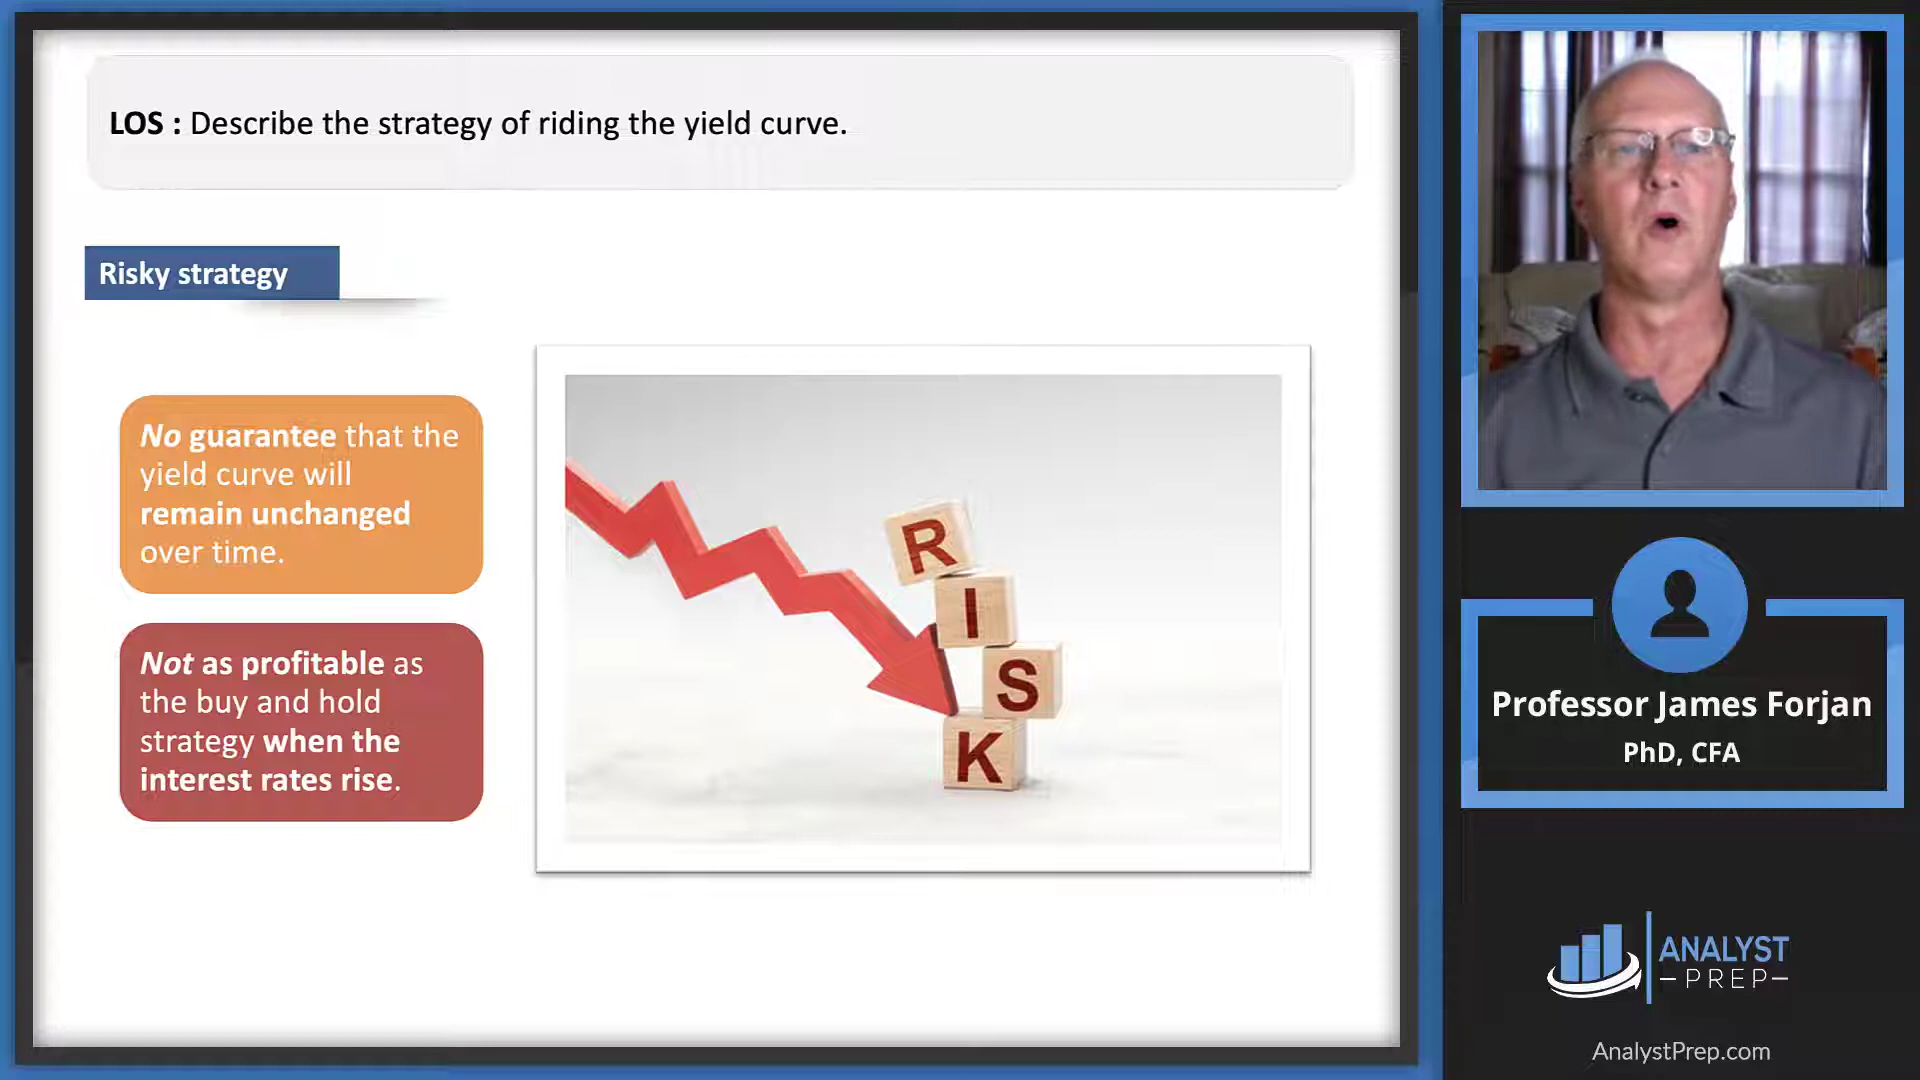 LOS : Describe the strategy of riding the yield curve.
Risky strategy
No guarantee that the
yield curve will
remain unchanged
over time.
Not as profitable as
the buy and hold
strategy when the
interest rates rise.
R
I
S
K
Professor James Forjan
PhD, CFA
ANALYST
PREP
AnalystPrep.com